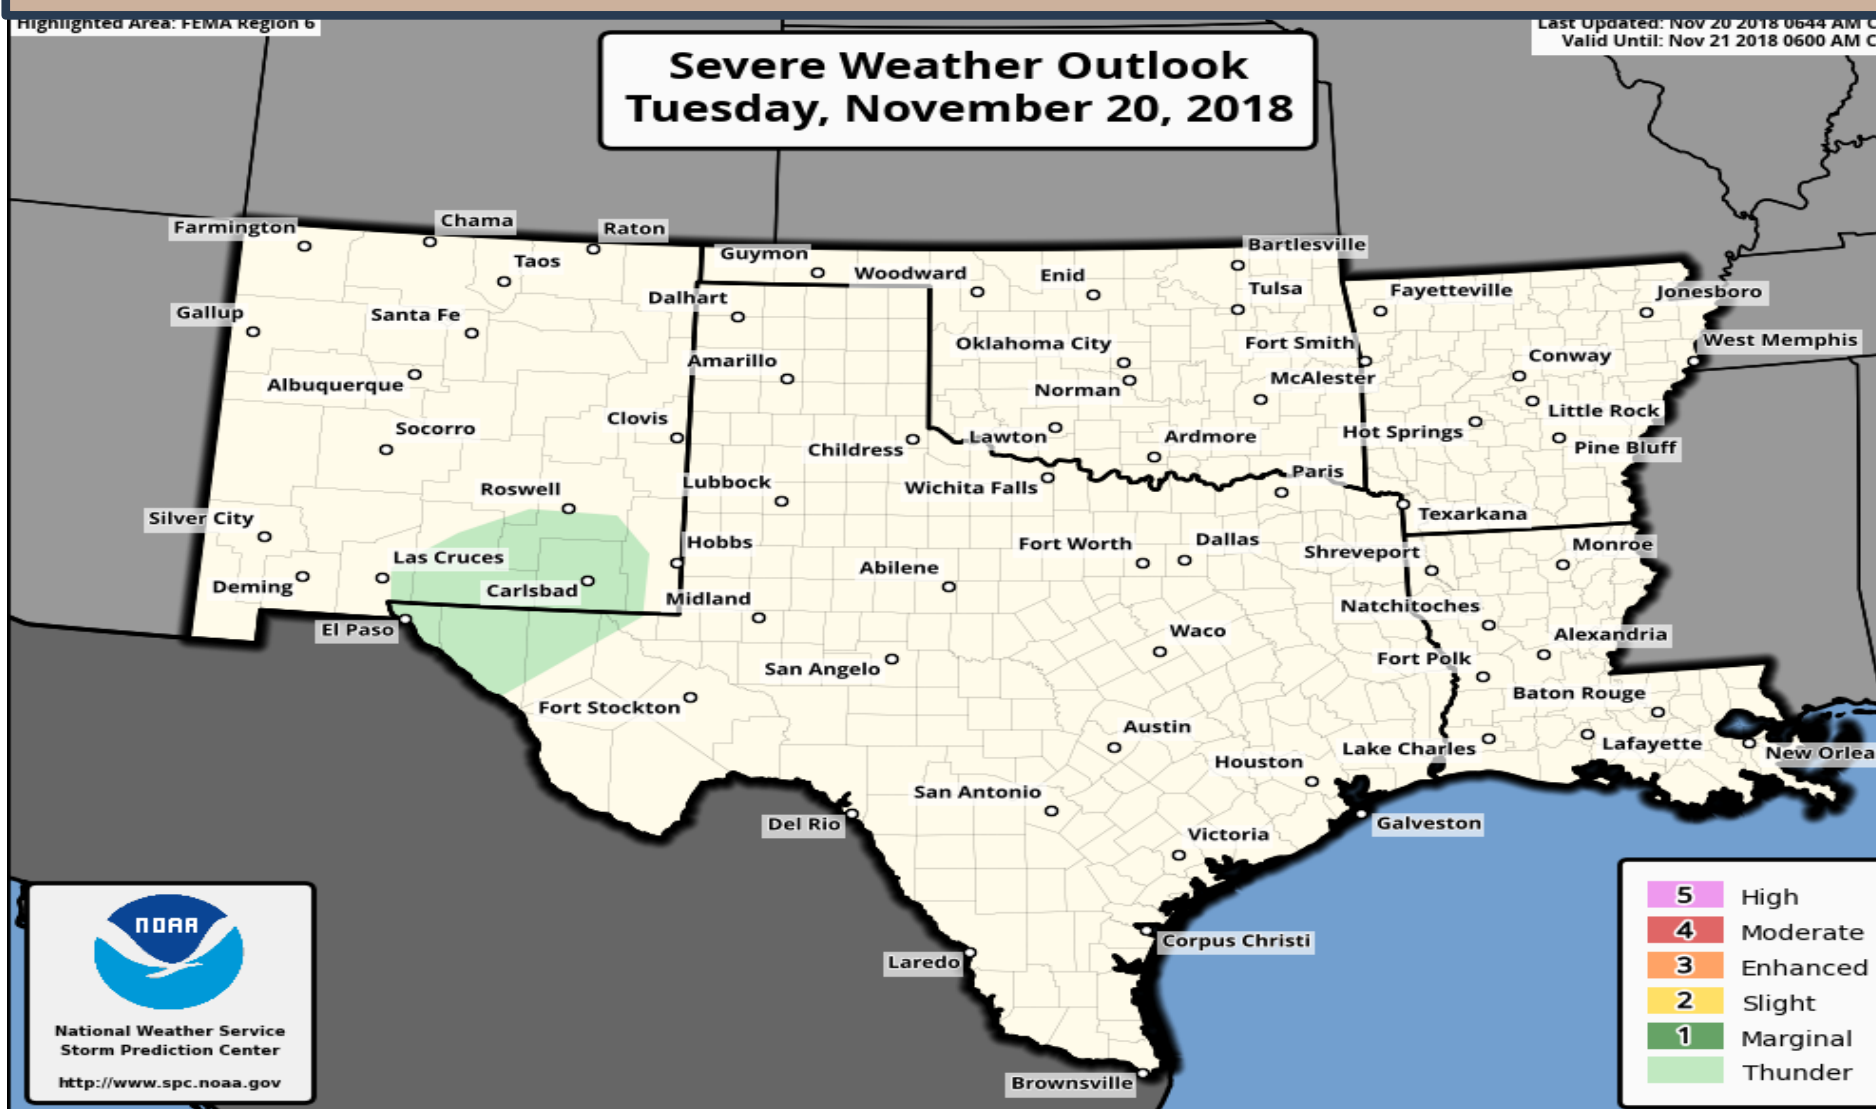 Highlighted Area: FEMA Region 6
Last Updated: Nov 20 2018 0644 AM C
Valid Until: Nov 21 2018 0600 AM C
Severe Weather Outlook
Tuesday, November 20, 2018
Farmington
Chama
Raton
Taos
Guymon
Woodward
Enid
Bartlesville
Tulsa
Fayetteville
Jonesboro
Gallup
Santa Fe
Dalhart
Amarillo
Oklahoma City
Fort Smith
West Memphis
Conway
Albuquerque
Norman
McAlester
Little Rock
Socorro
Clovis
Childress
Lawton
Ardmore
Hot Springs
Pine Bluff
Roswell
Lubbock
Wichita Falls
Paris
Texarkana
Silver City
Las Cruces
Hobbs
Fort Worth
Dallas
Shreveport
Monroe
Deming
Carlsbad
Midland
Abilene
Natchitoches
El Paso
Waco
Alexandria
San Angelo
Fort Polk
Fort Stockton
Baton Rouge
Austin
Lake Charles
Lafayette
New Orlea
Houston
San Antonio
Del Rio
Victoria
Galveston
Corpus Christi
Laredo
Brownsville
NOAA
National Weather Service
Storm Prediction Center
http://www.spc.noaa.gov
5 High
4 Moderate
3 Enhanced
2 Slight
1 Marginal
Thunder